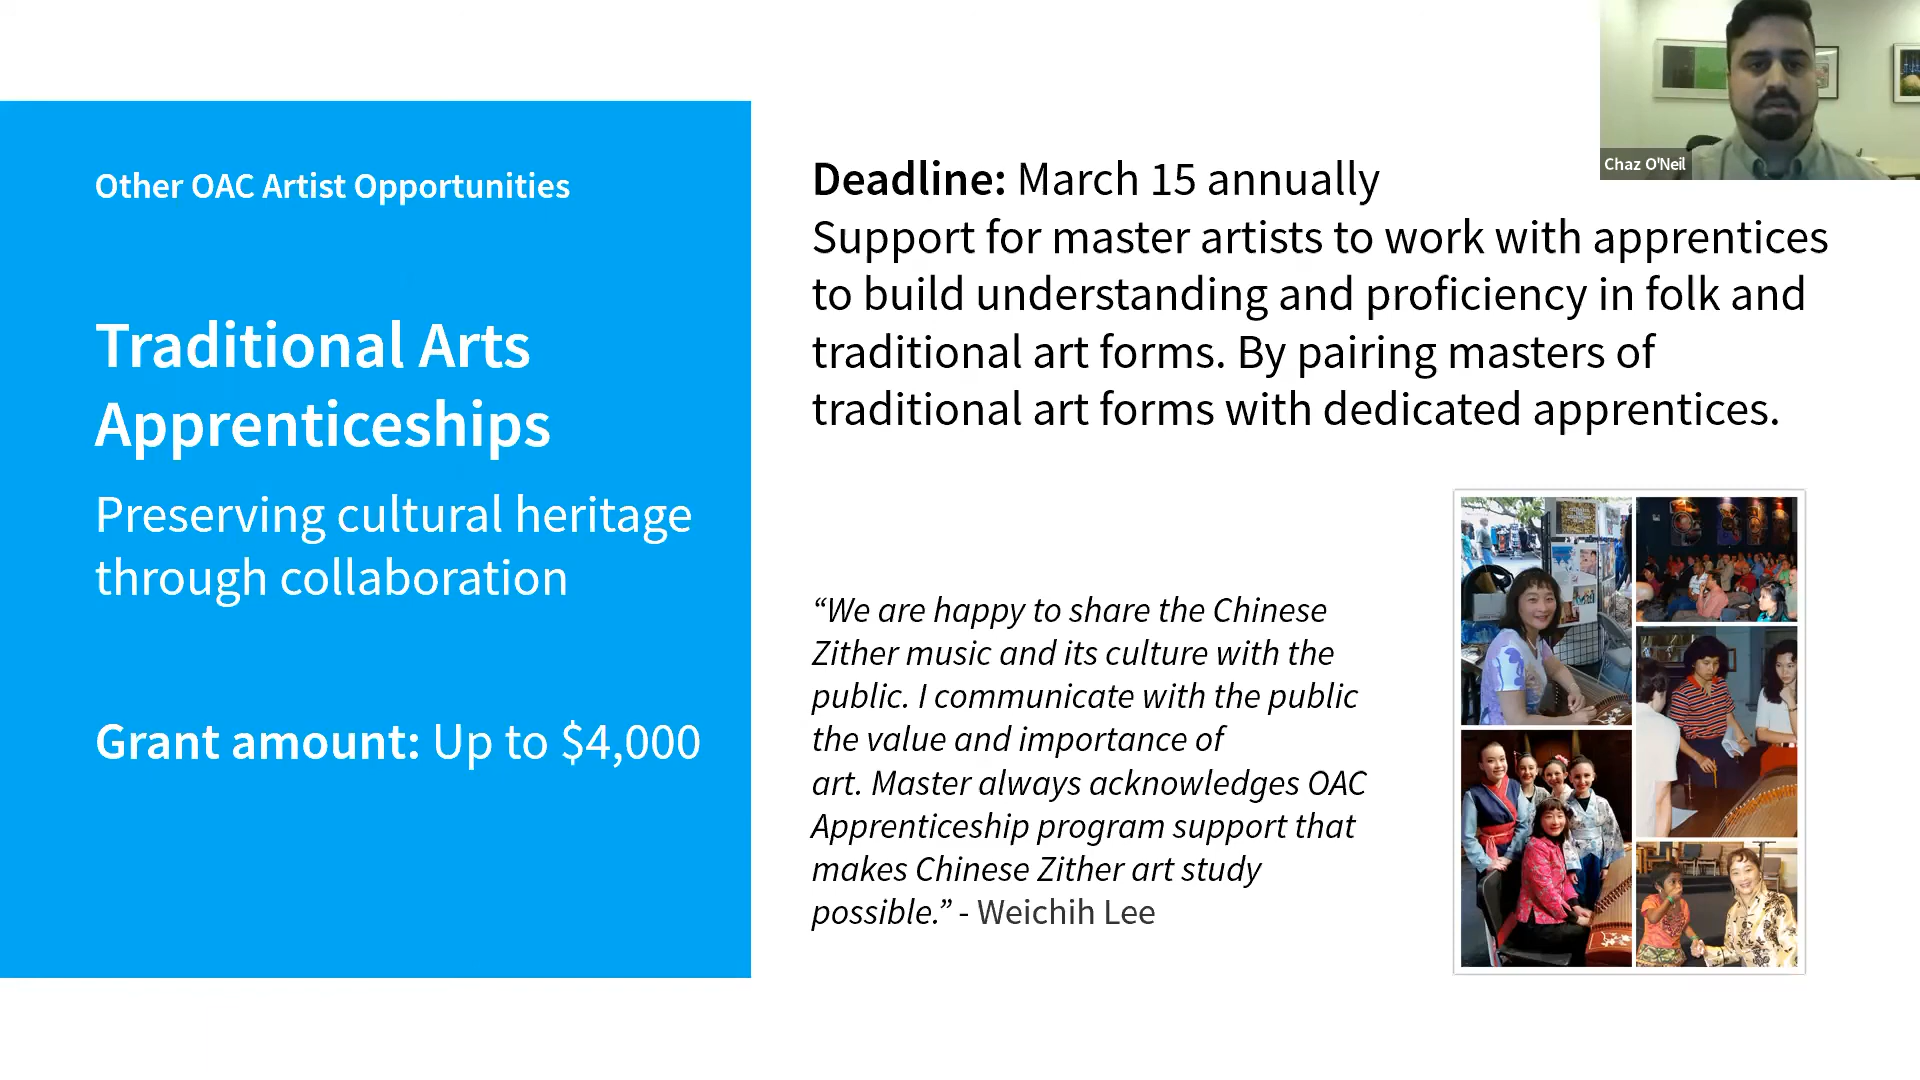 Other OAC Artist Opportunities
Traditional Arts
Apprenticeships
Preserving cultural heritage
through collaboration
Grant amount: Up to $4,000
Deadline: March 15 annually
Support for master artists to work with apprentices
to build understanding and proficiency in folk and
traditional art forms. By pairing masters of
traditional art forms with dedicated apprentices.
“We are happy to share the Chinese
Zither music and its culture with the
public. I communicate with the public
the value and importance of
art. Master always acknowledges OAC
Apprenticeship program support that
makes Chinese Zither art study
possible.” - Weichih Lee
Chaz O'Neil